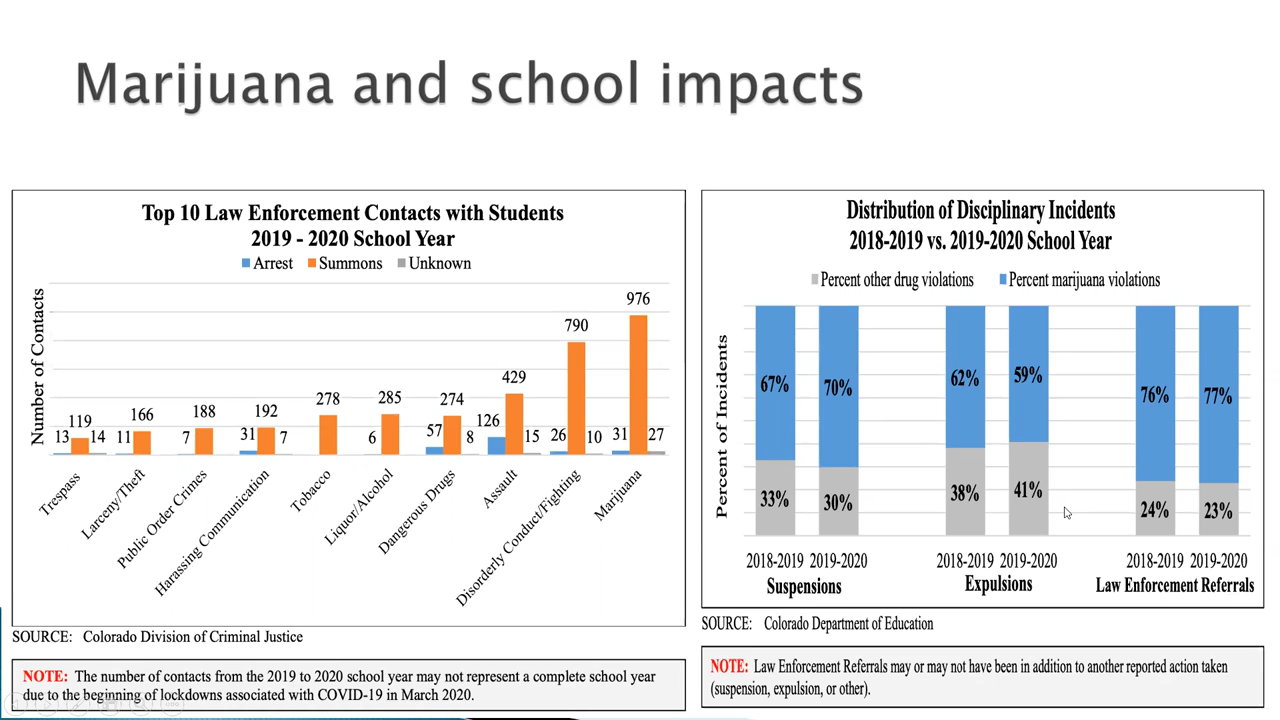 Marijuana and school impacts
Top 10 Law Enforcement Contacts with Students
2019 - 2020 School Year
Arrest Summons Unknown
Number of Contacts
976
790
429
119 166 188 192 278 285 274
13 14 11 7 31 7 6 57 8 126 15 26 10 31 27
Trespass
Larceny/Theft
Public Order Crimes
Harassing Communication
Tobacco
Liquor/Alcohol
Dangerous Drugs
Assault
Disorderly Conduct/Fighting
Marijuana
SOURCE: Colorado Division of Criminal Justice
NOTE: The number of contacts from the 2019 to 2020 school year may not represent a complete school year
due to the beginning of lockdowns associated with COVID-19 in March 2020.
Distribution of Disciplinary Incidents
2018-2019 vs. 2019-2020 School Year
Percent other drug violations Percent marijuana violations
Percent of Incidents
67% 70% 62% 59% 76% 77%
33% 30% 38% 41% 24% 23%
2018-2019 2019-2020 2018-2019 2019-2020 2018-2019 2019-2020
Suspensions Expulsions Law Enforcement Referrals
SOURCE: Colorado Department of Education
NOTE: Law Enforcement Referrals may or may not have been in addition to another reported action taken
(suspension, expulsion, or other).